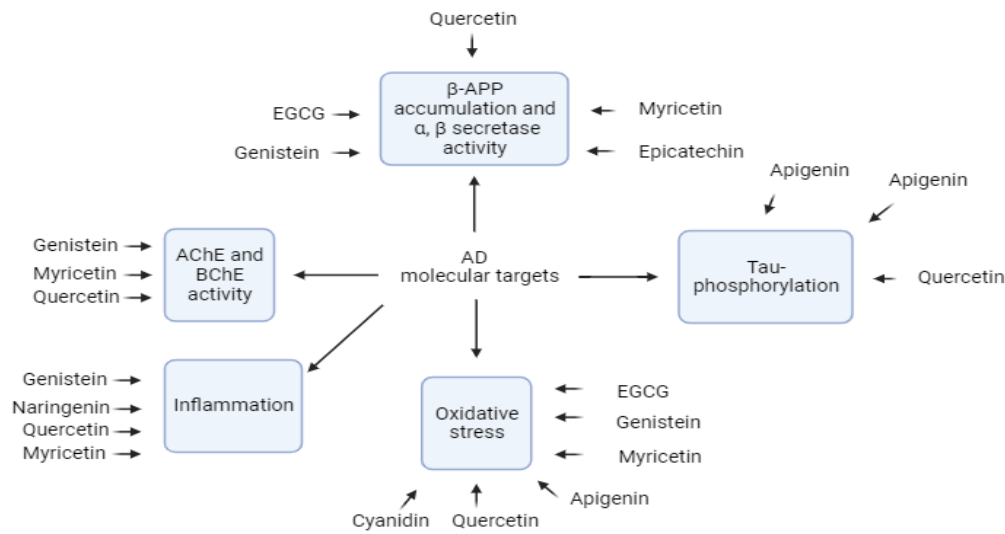 Quercetin
β-APP
accumulation and
α, β secretase
activity
EGCG
Genistein
Myricetin
Epicatechin
Apigenin
Apigenin
Quercetin
Tau-
phosphorylation
AD
molecular targets
Genistein
Myricetin
Quercetin
AChE and
BChE
activity
Genistein
Naringenin
Quercetin
Myricetin
Inflammation
Oxidative
stress
EGCG
Genistein
Myricetin
Apigenin
Cyanidin
Quercetin